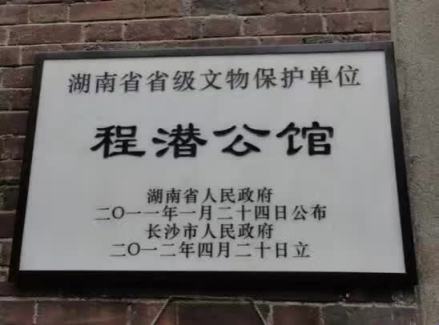 湖南省省级文物保护单位
程潜公馆
湖南省人民政府
二〇一一年一月二十四日公布
长沙市人民政府
二〇一二年四月二十日立